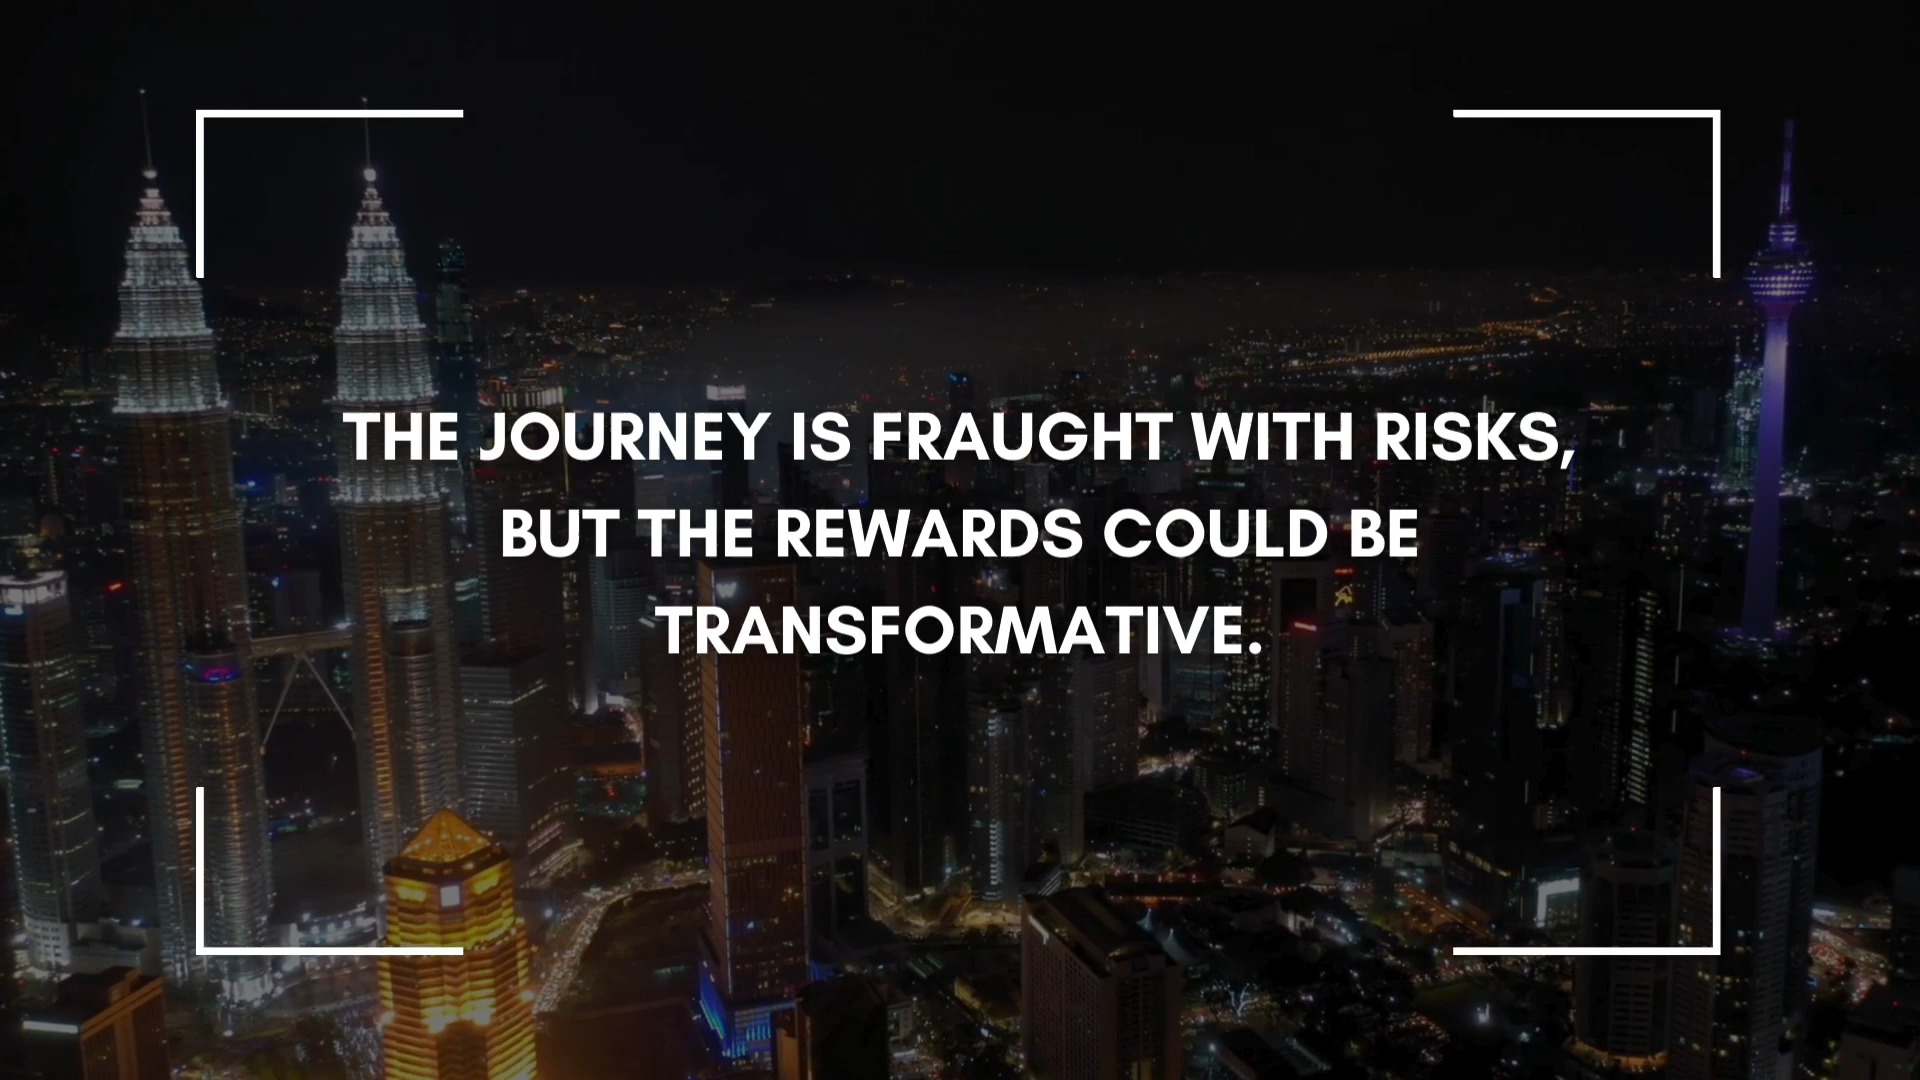 THE JOURNEY IS FRAUGHT WITH RISKS,
BUT THE REWARDS COULD BE
TRANSFORMATIVE.